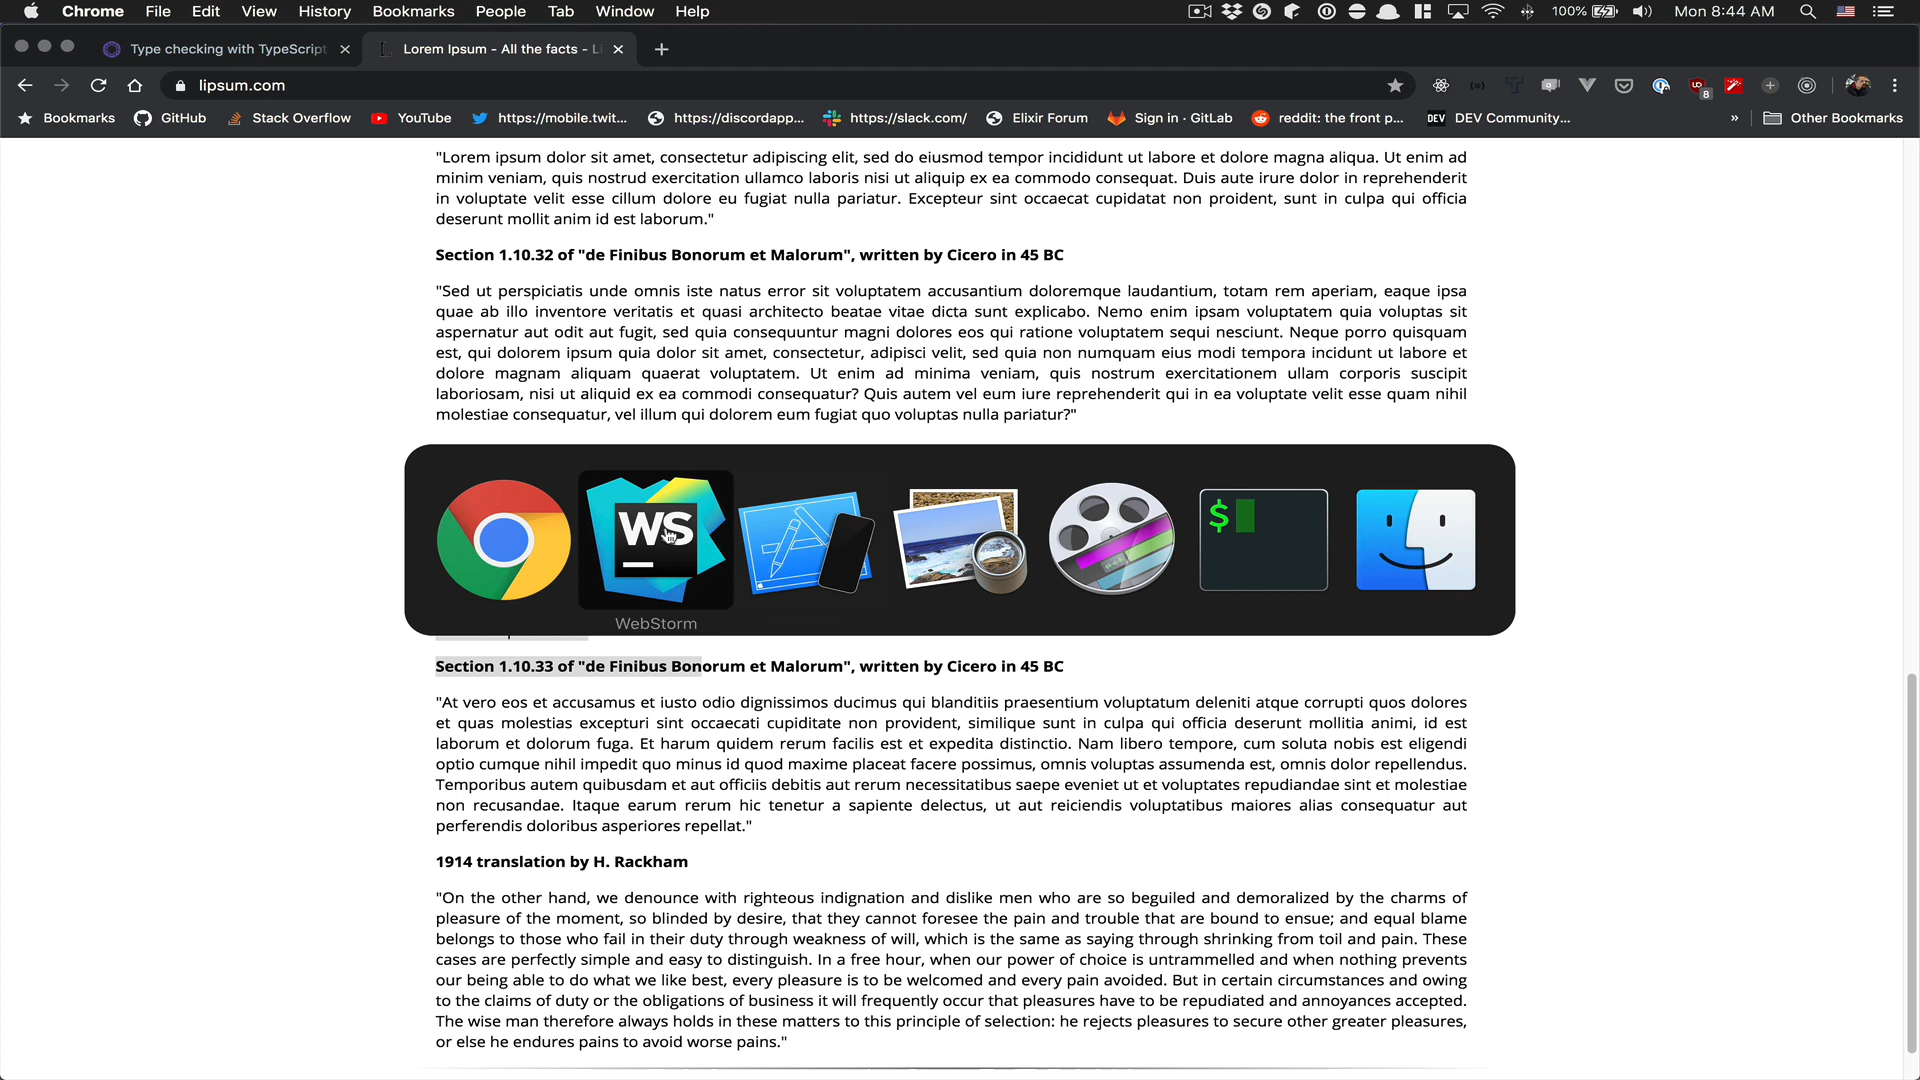 Chrome File Edit View History Bookmarks People Tab Window Help 100% Mon 8:44 AM
Type checking with TypeScript Lorem Ipsum - All the facts - Li
lipsum.com 8
Bookmarks GitHub Stack Overflow YouTube https://mobile.twit... https://discordapp... https://slack.com/ Elixir Forum Sign in · GitLab reddit: the front p... DEV DEV Community... » Other Bookmarks
"Lorem ipsum dolor sit amet, consectetur adipiscing elit, sed do eiusmod tempor incididunt ut labore et dolore magna aliqua. Ut enim ad
minim veniam, quis nostrud exercitation ullamco laboris nisi ut aliquip ex ea commodo consequat. Duis aute irure dolor in reprehenderit
in voluptate velit esse cillum dolore eu fugiat nulla pariatur. Excepteur sint occaecat cupidatat non proident, sunt in culpa qui officia
deserunt mollit anim id est laborum."
Section 1.10.32 of "de Finibus Bonorum et Malorum", written by Cicero in 45 BC
"Sed ut perspiciatis unde omnis iste natus error sit voluptatem accusantium doloremque laudantium, totam rem aperiam, eaque ipsa
quae ab illo inventore veritatis et quasi architecto beatae vitae dicta sunt explicabo. Nemo enim ipsam voluptatem quia voluptas sit
aspernatur aut odit aut fugit, sed quia consequuntur magni dolores eos qui ratione voluptatem sequi nesciunt. Neque porro quisquam
est, qui dolorem ipsum quia dolor sit amet, consectetur, adipisci velit, sed quia non numquam eius modi tempora incidunt ut labore et
dolore magnam aliquam quaerat voluptatem. Ut enim ad minima veniam, quis nostrum exercitationem ullam corporis suscipit
laboriosam, nisi ut aliquid ex ea commodi consequatur? Quis autem vel eum iure reprehenderit qui in ea voluptate velit esse quam nihil
molestiae consequatur, vel illum qui dolorem eum fugiat quo voluptas nulla pariatur?"
WS $
WebStorm
Section 1.10.33 of "de Finibus Bonorum et Malorum", written by Cicero in 45 BC
"At vero eos et accusamus et iusto odio dignissimos ducimus qui blanditiis praesentium voluptatum deleniti atque corrupti quos dolores
et quas molestias excepturi sint occaecati cupiditate non provident, similique sunt in culpa qui officia deserunt mollitia animi, id est
laborum et dolorum fuga. Et harum quidem rerum facilis est et expedita distinctio. Nam libero tempore, cum soluta nobis est eligendi
optio cumque nihil impedit quo minus id quod maxime placeat facere possimus, omnis voluptas assumenda est, omnis dolor repellendus.
Temporibus autem quibusdam et aut officiis debitis aut rerum necessitatibus saepe eveniet ut et voluptates repudiandae sint et molestiae
non recusandae. Itaque earum rerum hic tenetur a sapiente delectus, ut aut reiciendis voluptatibus maiores alias consequatur aut
perferendis doloribus asperiores repellat."
1914 translation by H. Rackham
"On the other hand, we denounce with righteous indignation and dislike men who are so beguiled and demoralized by the charms of
pleasure of the moment, so blinded by desire, that they cannot foresee the pain and trouble that are bound to ensue; and equal blame
belongs to those who fail in their duty through weakness of will, which is the same as saying through shrinking from toil and pain. These
cases are perfectly simple and easy to distinguish. In a free hour, when our power of choice is untrammelled and when nothing prevents
our being able to do what we like best, every pleasure is to be welcomed and every pain avoided. But in certain circumstances and owing
to the claims of duty or the obligations of business it will frequently occur that pleasures have to be repudiated and annoyances accepted.
The wise man therefore always holds in these matters to this principle of selection: he rejects pleasures to secure other greater pleasures,
or else he endures pains to avoid worse pains."